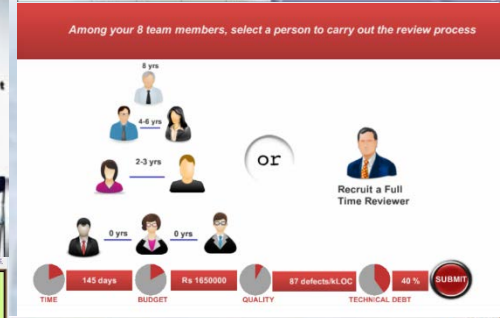 Among your 8 team members, select a person to carry out the review process
8 yrs
4-6 yrs
2-3 yrs
or
Recruit a Full
Time Reviewer
0 yrs 0 yrs
145 days Rs 1650000 87 defects/kLOC 40 % SUBMIT
TIME BUDGET QUALITY TECHNICAL DEBT